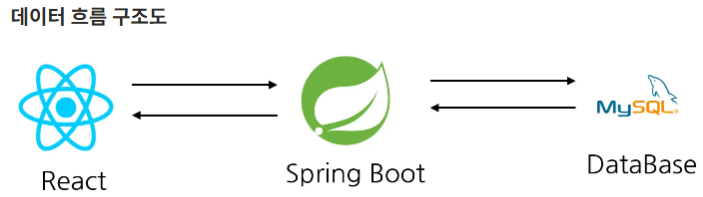 데이터 흐름 구조도
MySQL
React
Spring Boot
DataBase